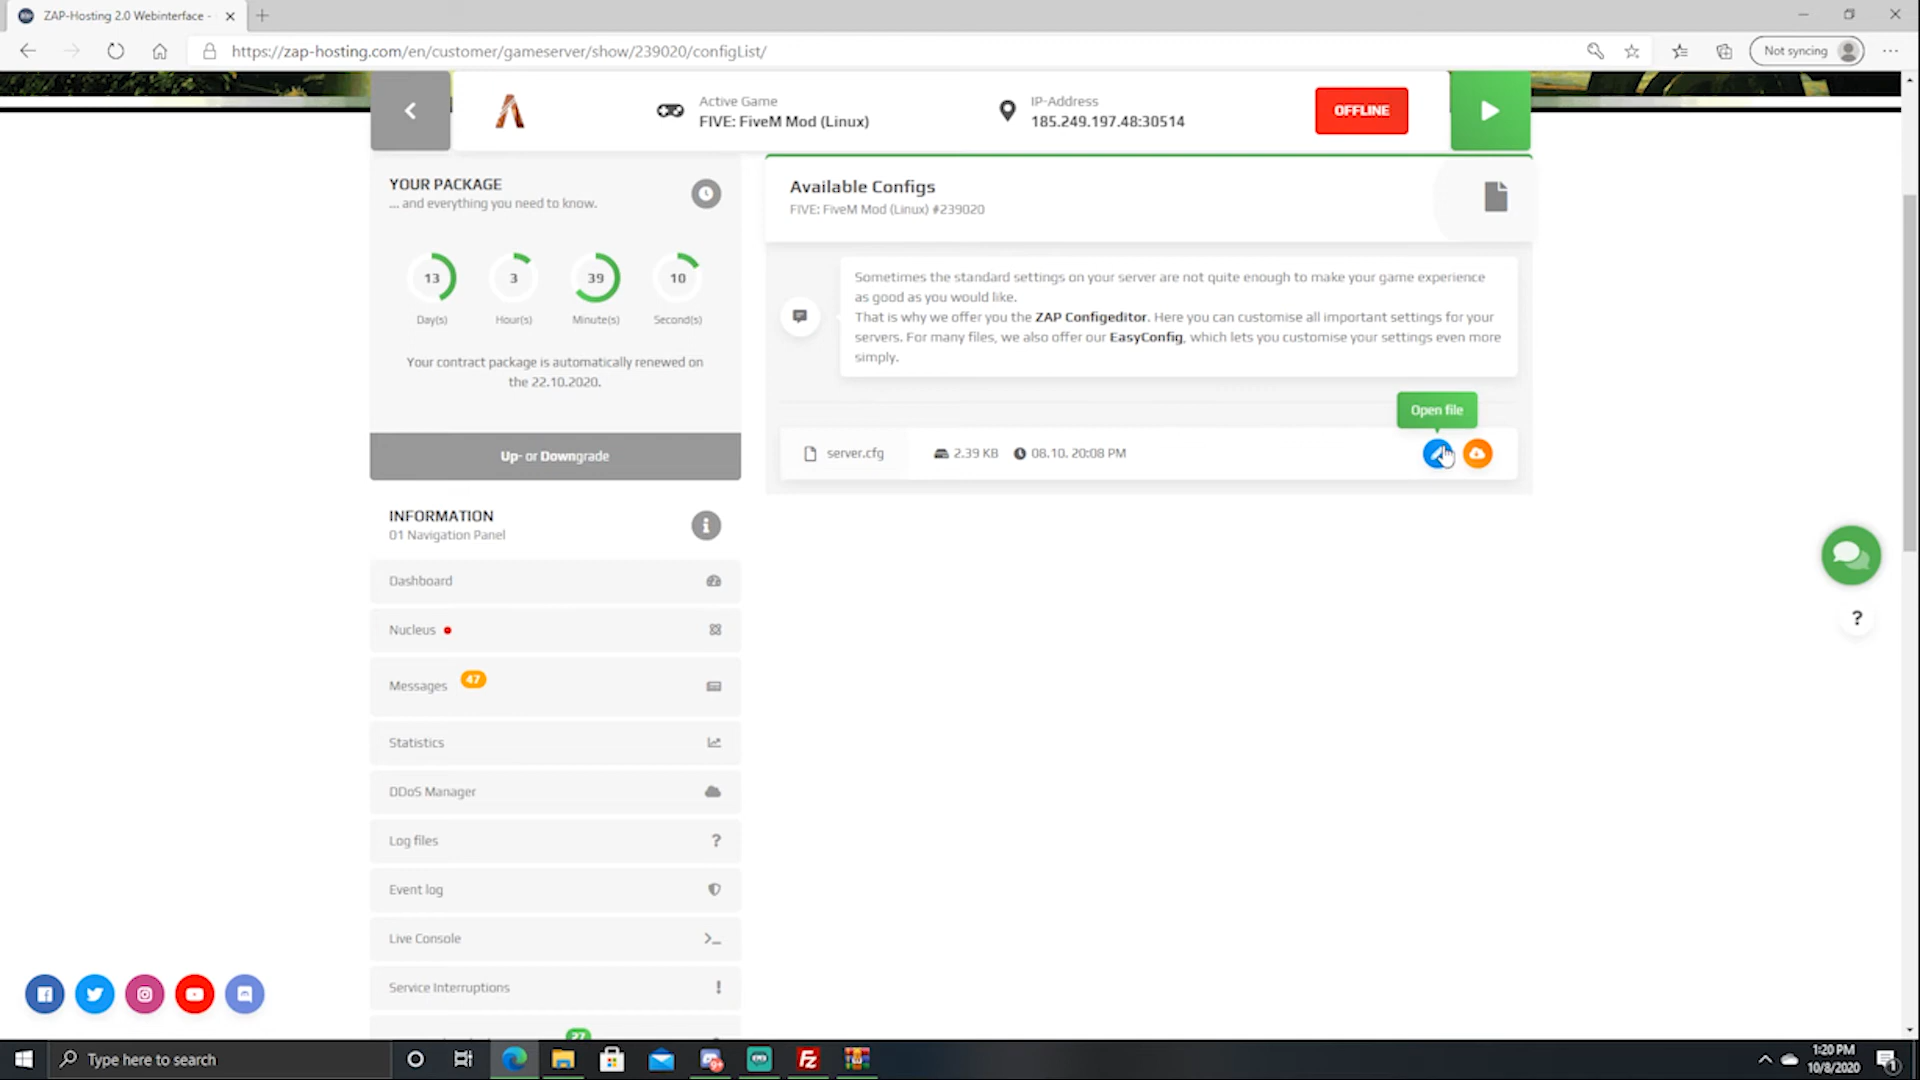 ZAP-Hosting 2.0 Webinterface -
https://zap-hosting.com/en/customer/gameserver/show/239020/configList/
Not syncing
Active Game
FIVE: FiveM Mod (Linux)
IP-Address
185.249.197.48:30514
OFFLINE
YOUR PACKAGE
... and everything you need to know.
13
3
39
10
Day(s)
Hour(s)
Minute(s)
Second(s)
Your contract package is automatically renewed on
the 22.10.2020.
Up- or Downgrade
Available Configs
FIVE: FiveM Mod (Linux) #239020
Sometimes the standard settings on your server are not quite enough to make your game experience
as good as you would like.
That is why we offer you the ZAP Configeditor. Here you can customise all important settings for your
servers. For many files, we also offer our EasyConfig, which lets you customise your settings even more
simply.
Open file
server.cfg
2.39 KB
08.10. 20:08 PM
INFORMATION
01 Navigation Panel
Dashboard
Nucleus
Messages
47
Statistics
DDoS Manager
Log files
?
Event log
Live Console
Service Interruptions
!
27
?
Type here to search
1:20 PM
10/8/2020
1